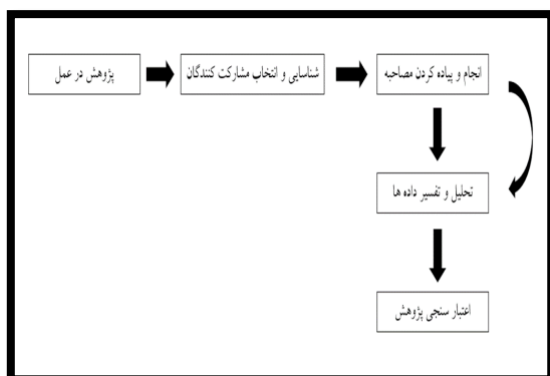 پژوهش در عمل
شناسایی و انتخاب مشارکت کنندگان
انجام و پیاده کردن مصاحبه
تحلیل و تفسیر داده ها
اعتبار سنجی پژوهش